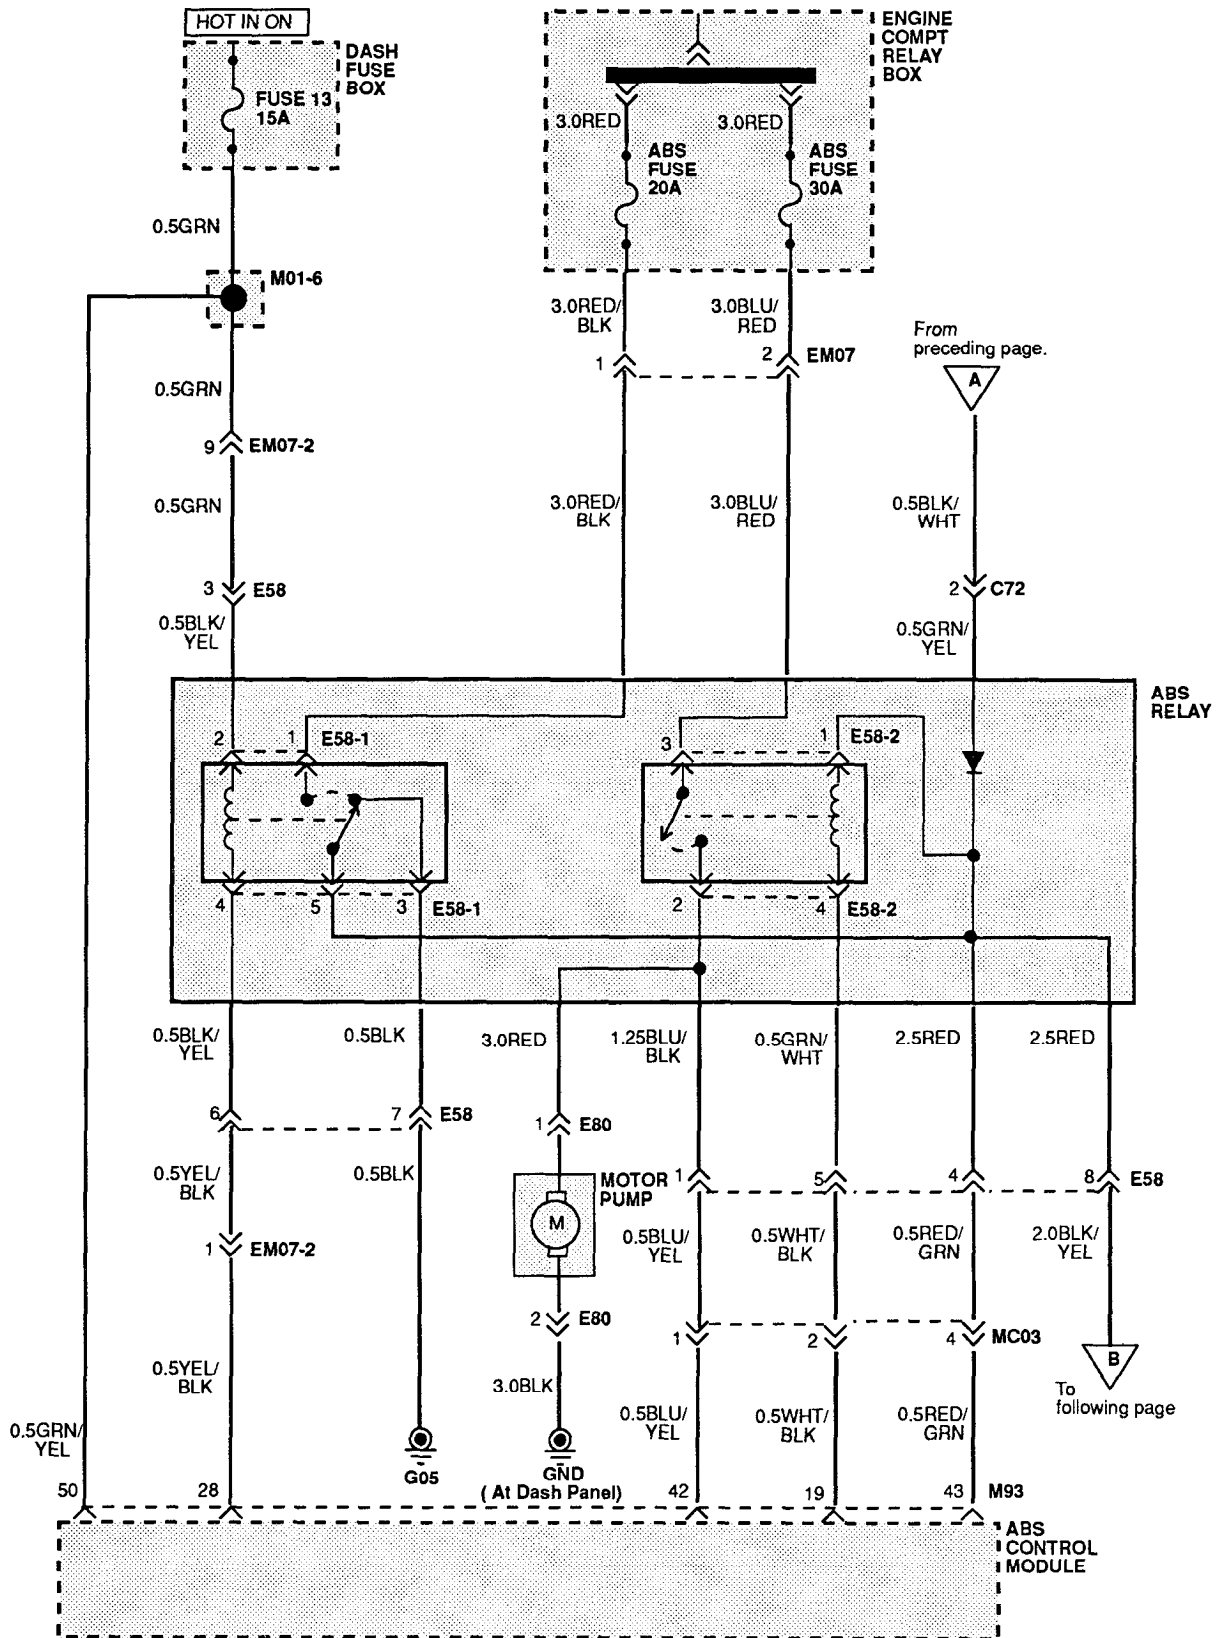 HOT IN ON
DASH
FUSE
BOX
FUSE 13
15A
ENGINE
COMPT
RELAY
BOX
3.0RED
3.0RED
ABS
FUSE
20A
ABS
FUSE
30A
0.5GRN
M01-6
3.0RED/
BLK
3.0BLU/
RED
1
2
EM07
From
preceding page.
A
0.5GRN
9
EM07-2
0.5GRN
3.0RED/
BLK
3.0BLU/
RED
0.5BLK/
WHT
3
E58
2
C72
0.5BLK/
YEL
0.5GRN/
YEL
ABS
RELAY
2
1
E58-1
3
1
E58-2
4
5
3
E58-1
2
4
E58-2
0.5BLK/
YEL
0.5BLK
3.0RED
1.25BLU/
BLK
0.5GRN/
WHT
2.5RED
2.5RED
6
7
E58
1
E80
0.5YEL/
BLK
0.5BLK
MOTOR
PUMP
M
1
5
4
8
E58
0.5BLU/
YEL
0.5WHT/
BLK
0.5RED/
GRN
2.0BLK/
YEL
1
EM07-2
2
E80
1
2
4
MC03
B
To
following page
0.5YEL/
BLK
3.0BLK
0.5BLU/
YEL
0.5WHT/
BLK
0.5RED/
GRN
0.5GRN/
YEL
G05
GND
( At Dash Panel)
50
28
42
19
43
M93
ABS
CONTROL
MODULE